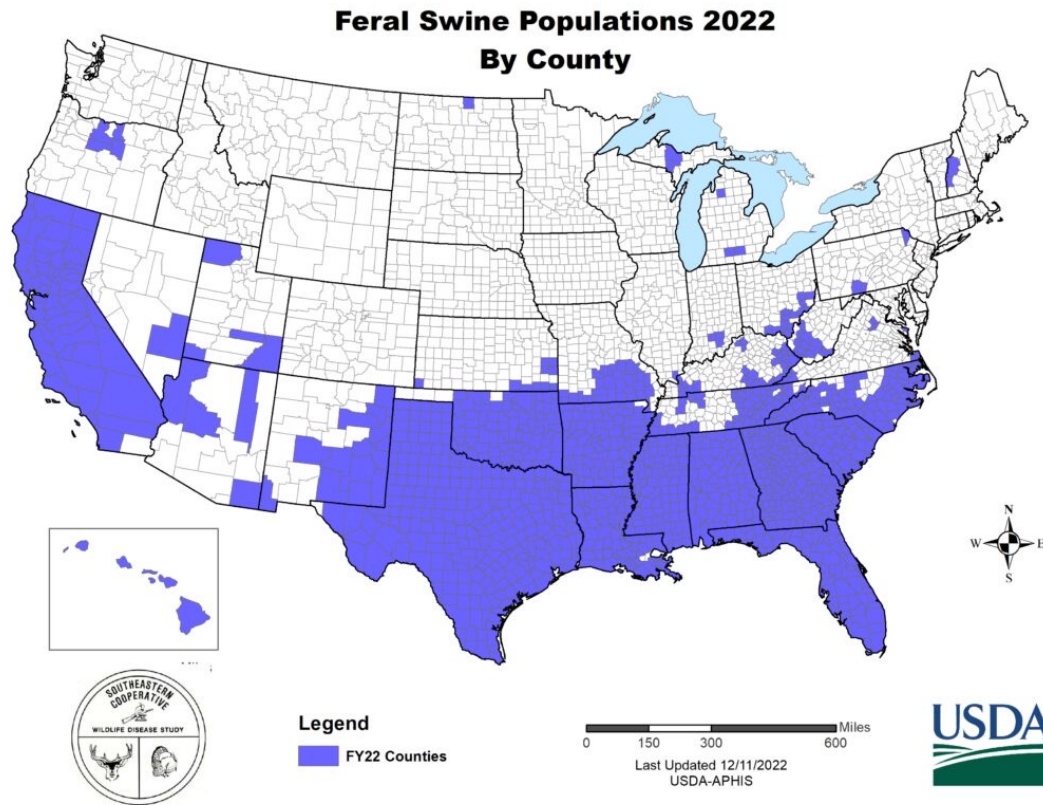 Feral Swine Populations 2022
By County
N
W E
S
SOUTHEASTERN
COOPERATIVE
WILDLIFE DISEASE STUDY
Legend
FY22 Counties
Miles
0 150 300 600
Last Updated 12/11/2022
USDA-APHIS
USDA